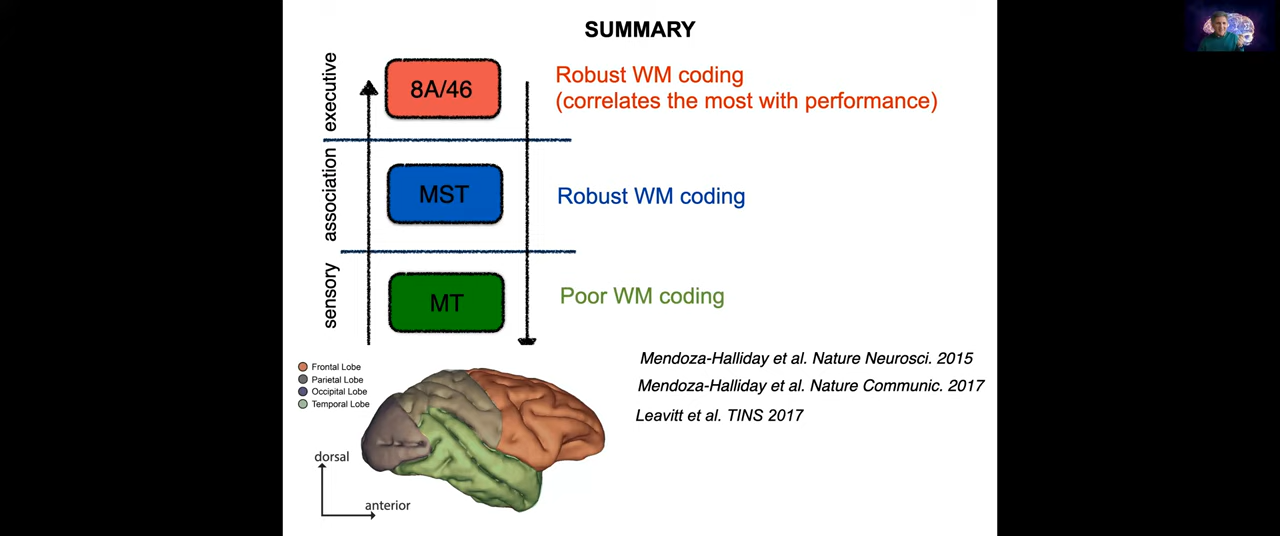 SUMMARY
executive
8A/46
Robust WM coding
(correlates the most with performance)
association
MST
Robust WM coding
sensory
MT
Poor WM coding
Frontal Lobe
Parietal Lobe
Occipital Lobe
Temporal Lobe
dorsal
anterior
Mendoza-Halliday et al. Nature Neurosci. 2015
Mendoza-Halliday et al. Nature Communic. 2017
Leavitt et al. TINS 2017